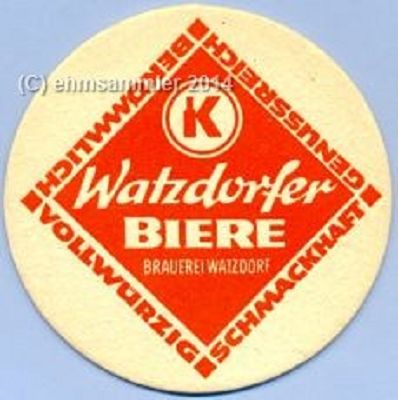 (C) ehmsammler 2014
BEKÖMMLICH
GENUSSREICH
K
Watzdorfer
BIERE
BRAUEREI WATZDORF
VOLLWÜRZIG
SCHMACKHAFT